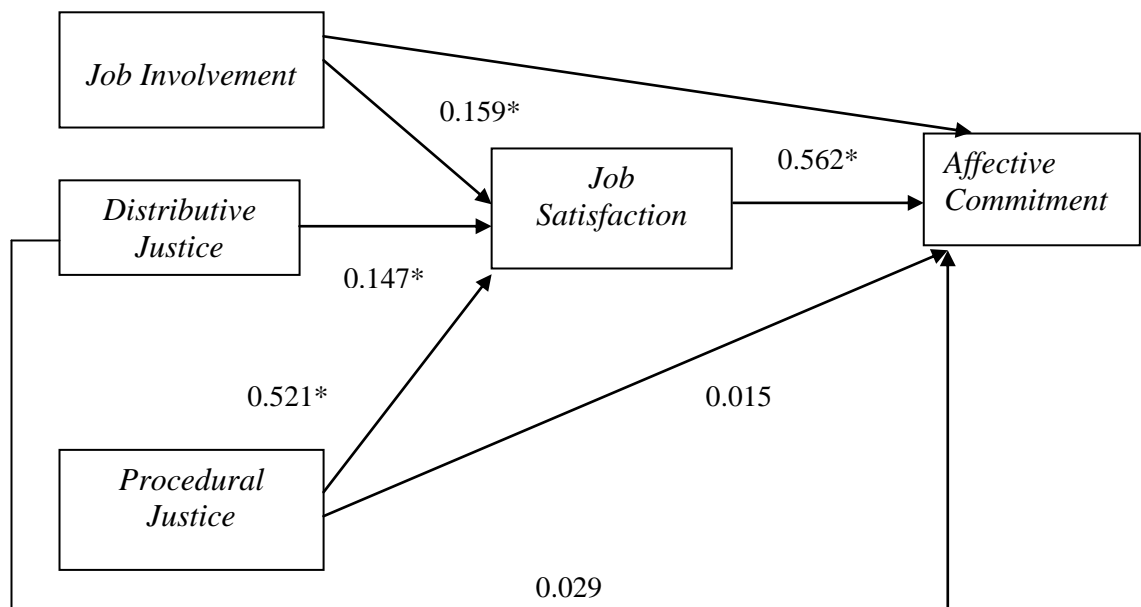 Job Involvement
0.159*
0.562*
Affective
Commitment
Job
Satisfaction
Distributive
Justice
0.147*
0.521*
0.015
Procedural
Justice
0.029